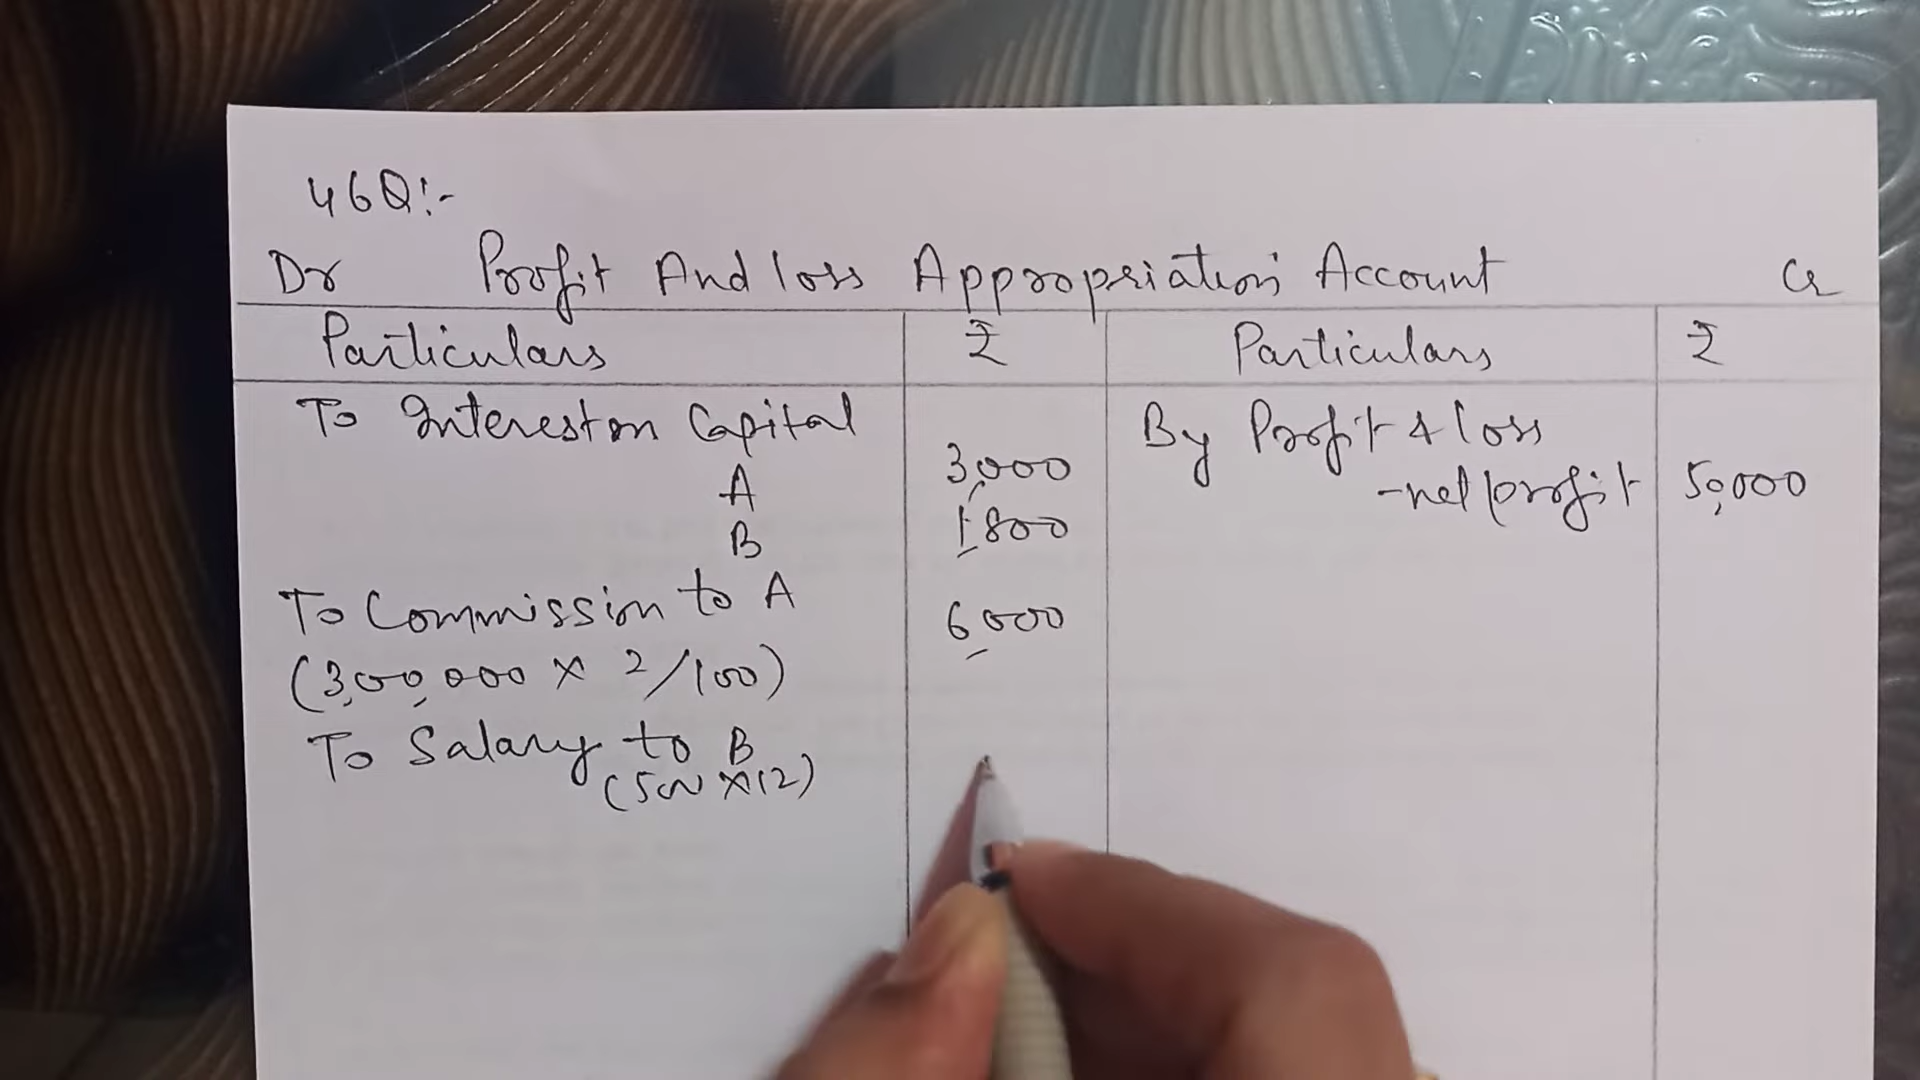 46Q:-
Dr Profit And loss Appropriation Account Cr
Particulars ₹ Particulars ₹
To Interest on Capital By Profit & loss
A 3,000 -net profit 50,000
B 1,800
To Commission to A 6,000
(3,00,000 × 2/100)
To Salary to B
(500 × 12)